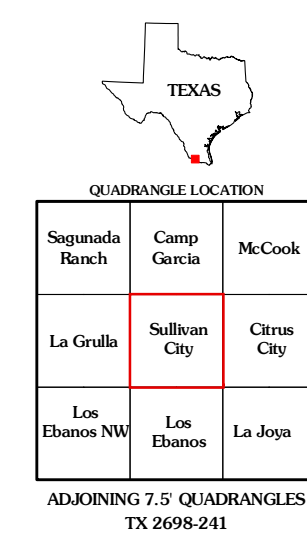 TEXAS
QUADRANGLE LOCATION
Sagunada
Ranch
Camp
Garcia
McCook
La Grulla
Sullivan
City
Citrus
City
Los
Ebanos NW
Los
Ebanos
La Joya
ADJOINING 7.5' QUADRANGLES
TX 2698-241